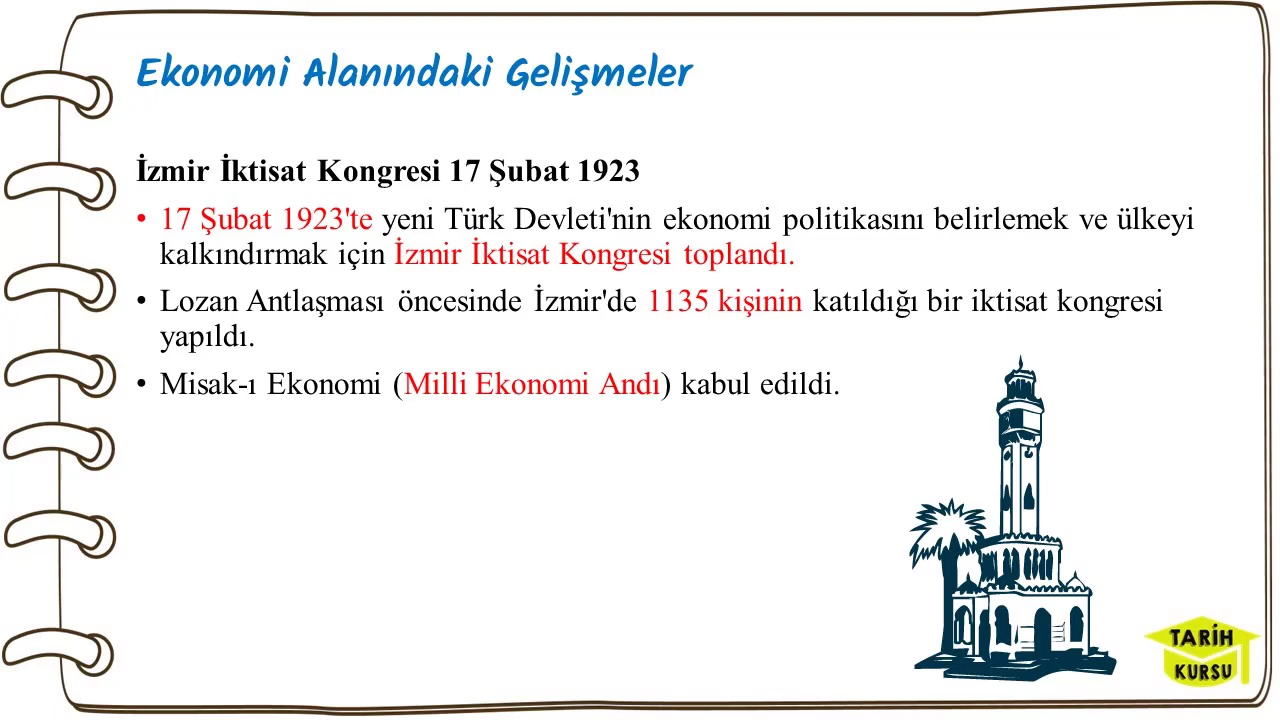 Ekonomi Alanındaki Gelişmeler
İzmir İktisat Kongresi 17 Şubat 1923
• 17 Şubat 1923'te yeni Türk Devleti'nin ekonomi politikasını belirlemek ve ülkeyi
kalkındırmak için İzmir İktisat Kongresi toplandı.
• Lozan Antlaşması öncesinde İzmir'de 1135 kişinin katıldığı bir iktisat kongresi
yapıldı.
• Misak-ı Ekonomi (Milli Ekonomi Andı) kabul edildi.
TARİH
KURSU